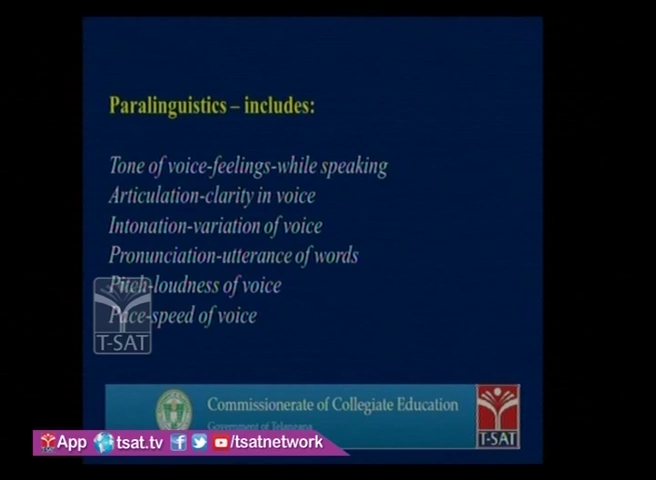 Paralinguistics – includes:
Tone of voice-feelings-while speaking
Articulation-clarity in voice
Intonation-variation of voice
Pronunciation-utterance of words
Pitch-loudness of voice
Pace-speed of voice
T-SAT
Commissionerate of Collegiate Education
Government of Telangana
T-SAT
App tsat.tv /tsatnetwork